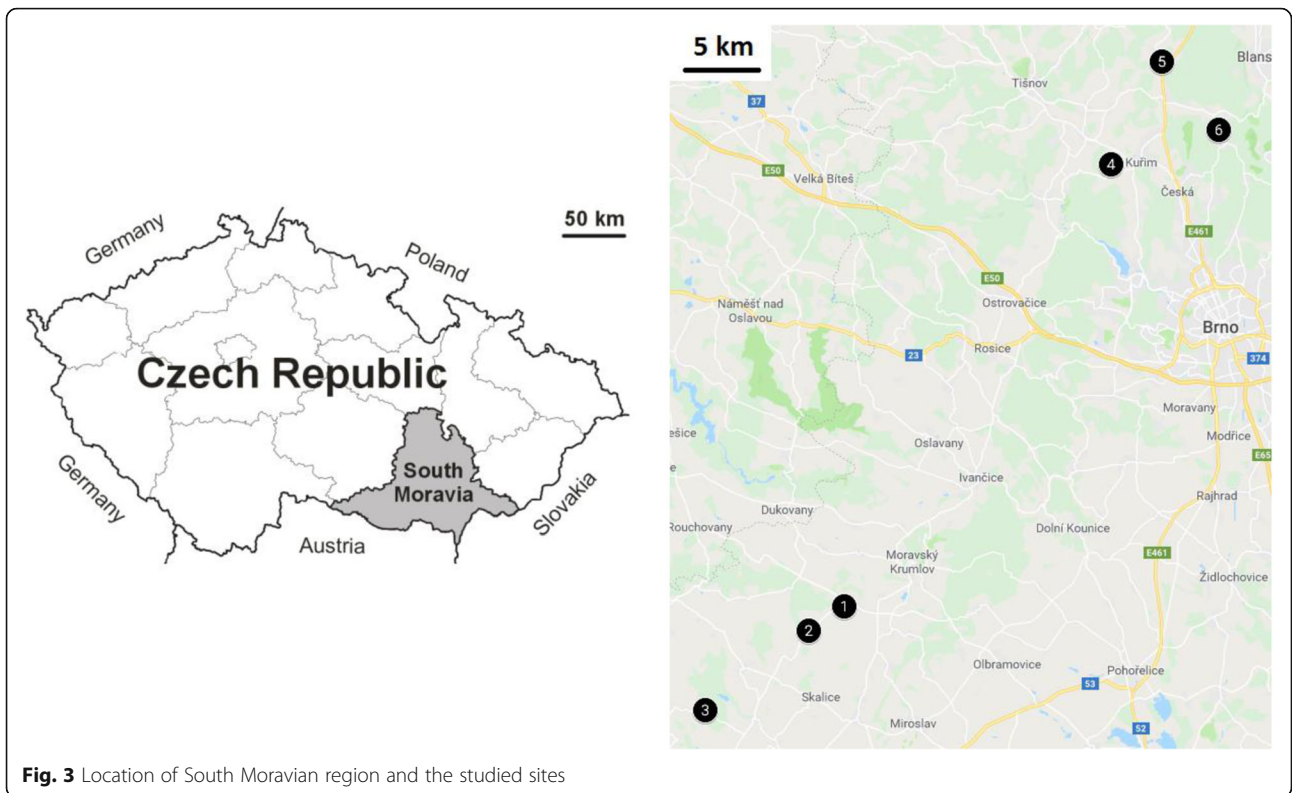 Germany
Poland
50 km
Czech Republic
South
Moravia
Germany
Austria
Slovakia
5 km
5
Blans
Tišnov
37
6
4
Kuřim
E50
Velká Bíteš
Česká
E461
E50
Náměšť nad
Oslavou
Ostrovačice
Brno
23
Rosice
374
Moravany
ešice
Oslavany
Modřice
E65
e
Ivančice
Rajhrad
Dukovany
Rouchovany
Dolní Kounice
Moravský
Krumlov
E461
Židlochovice
1
2
Olbramovice
Pohořelice
53
Skalice
3
Miroslav
52
Fig. 3 Location of South Moravian region and the studied sites